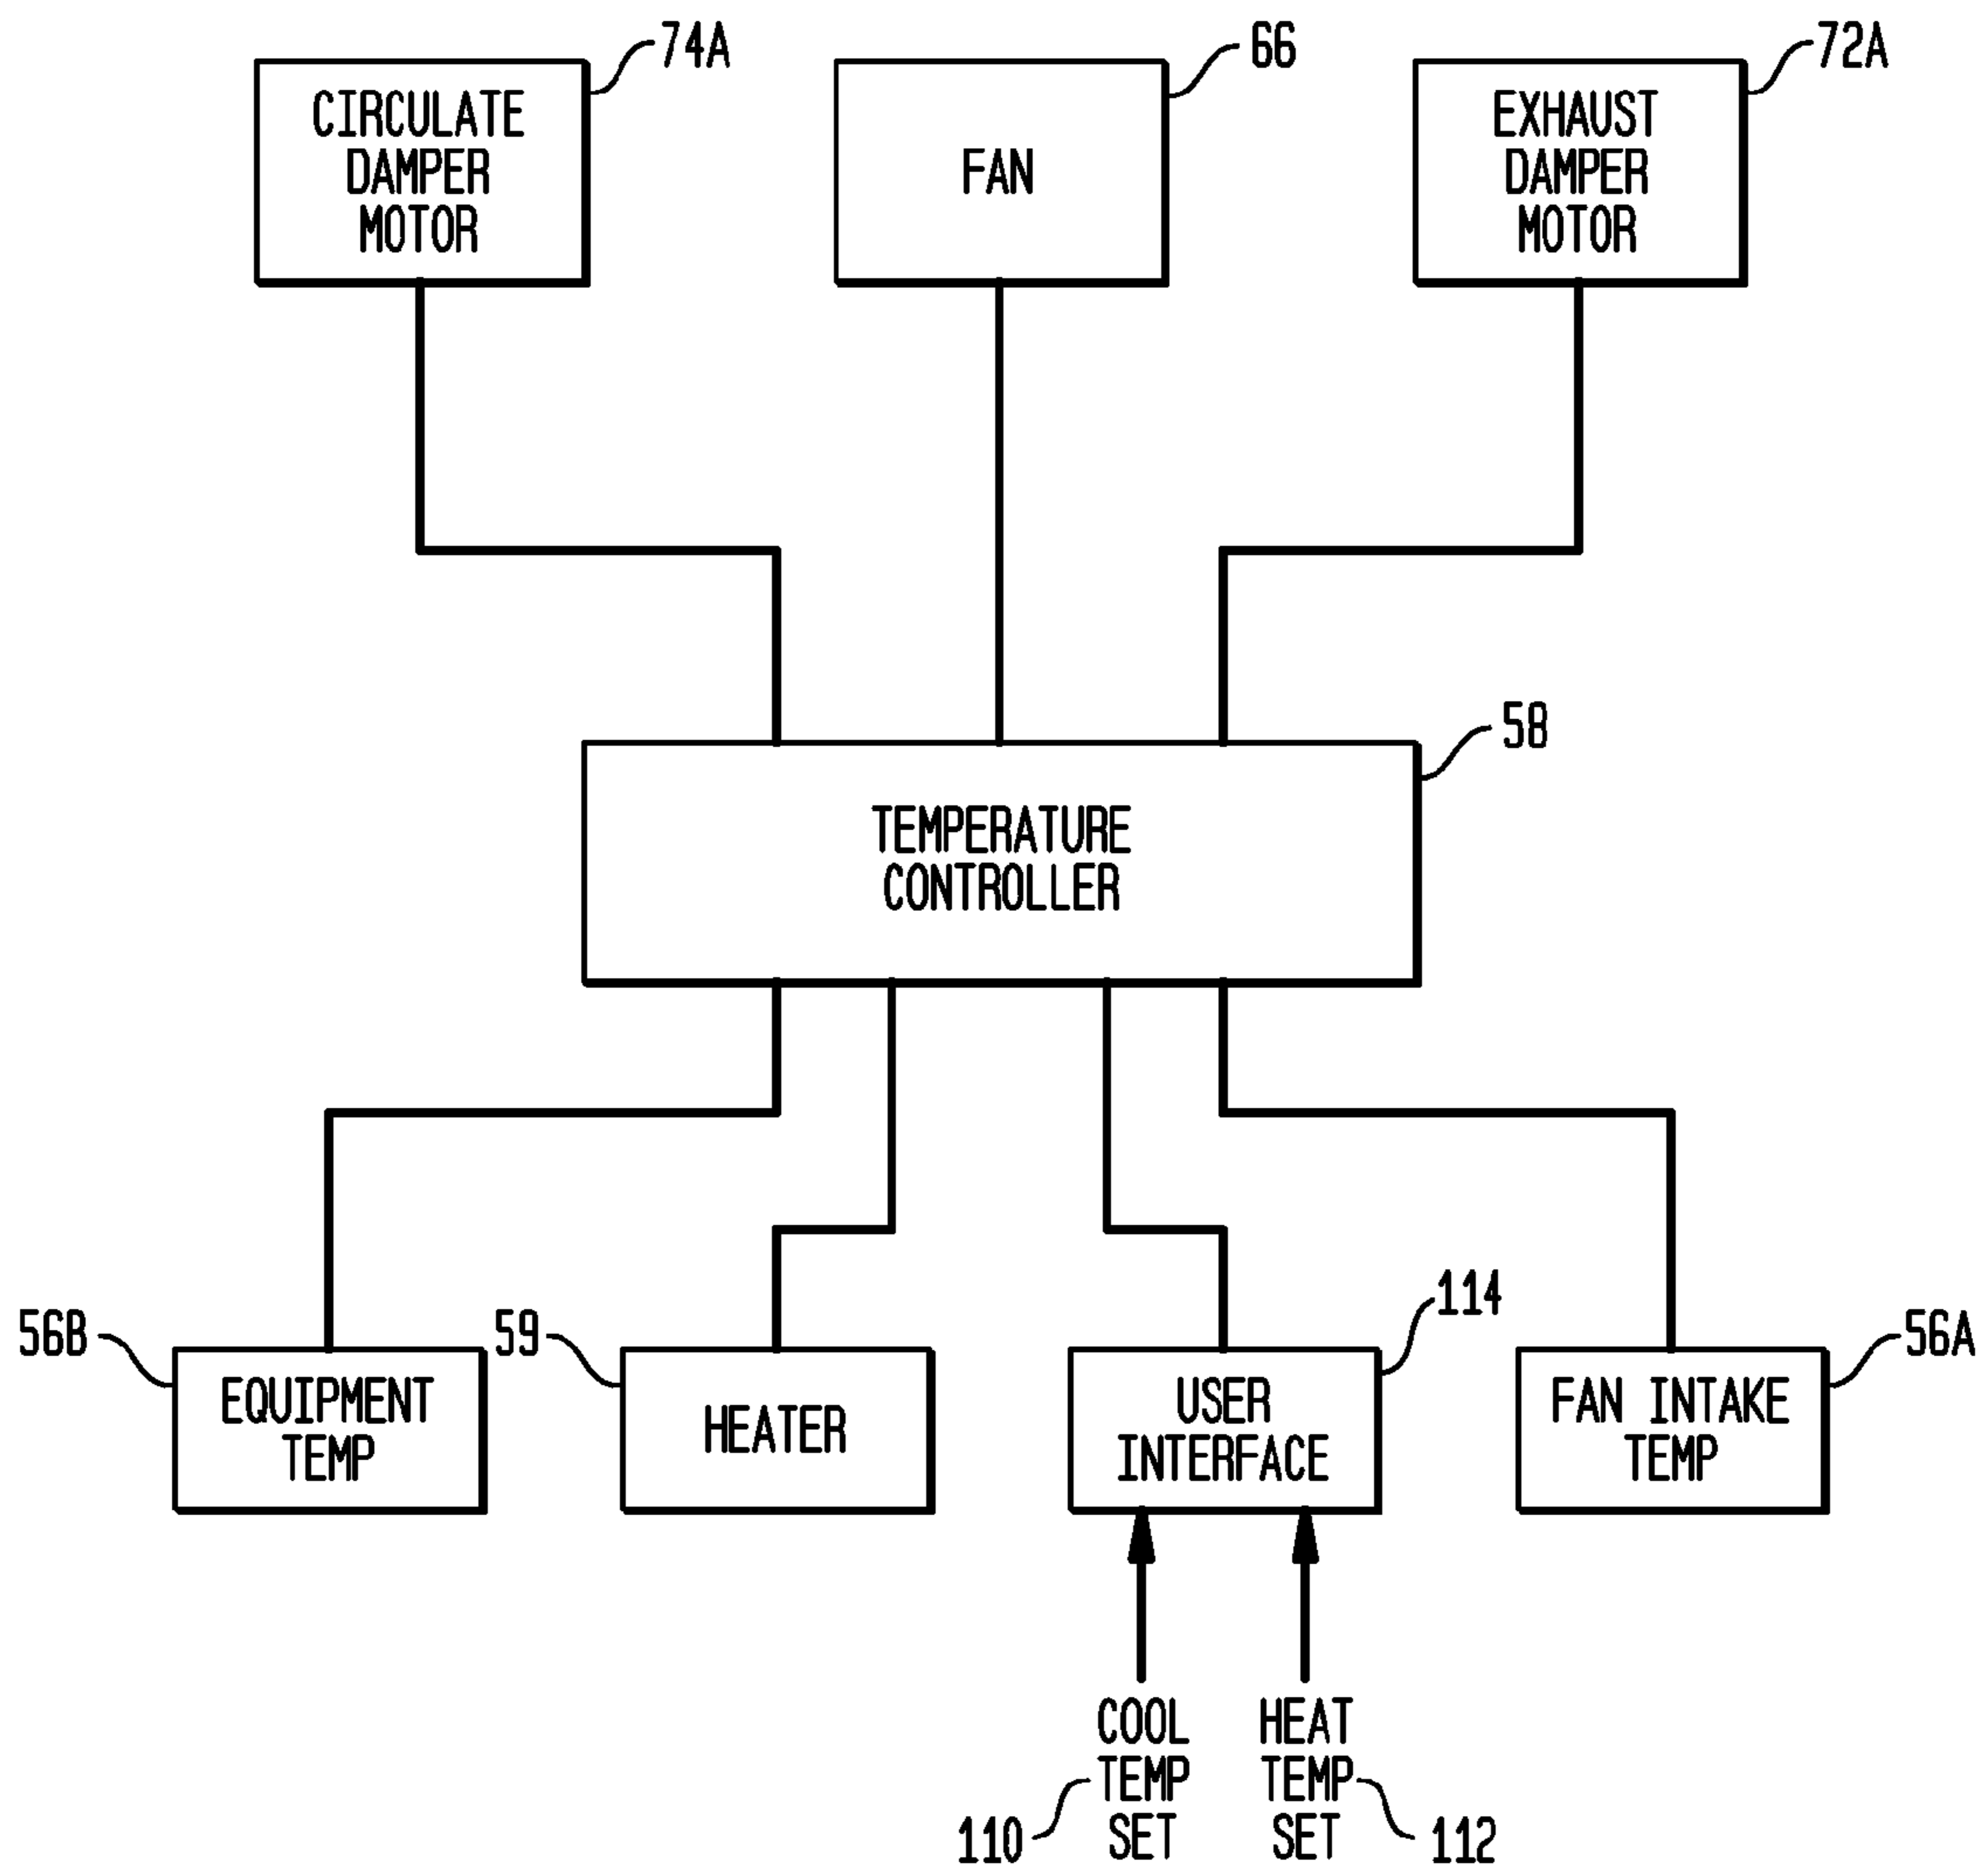 74A
66
72A
CIRCULATE
DAMPER
MOTOR
FAN
EXHAUST
DAMPER
MOTOR
58
TEMPERATURE
CONTROLLER
56B
59
114
56A
EQUIPMENT
TEMP
HEATER
USER
INTERFACE
FAN INTAKE
TEMP
COOL
TEMP
SET
HEAT
TEMP
SET
110
112